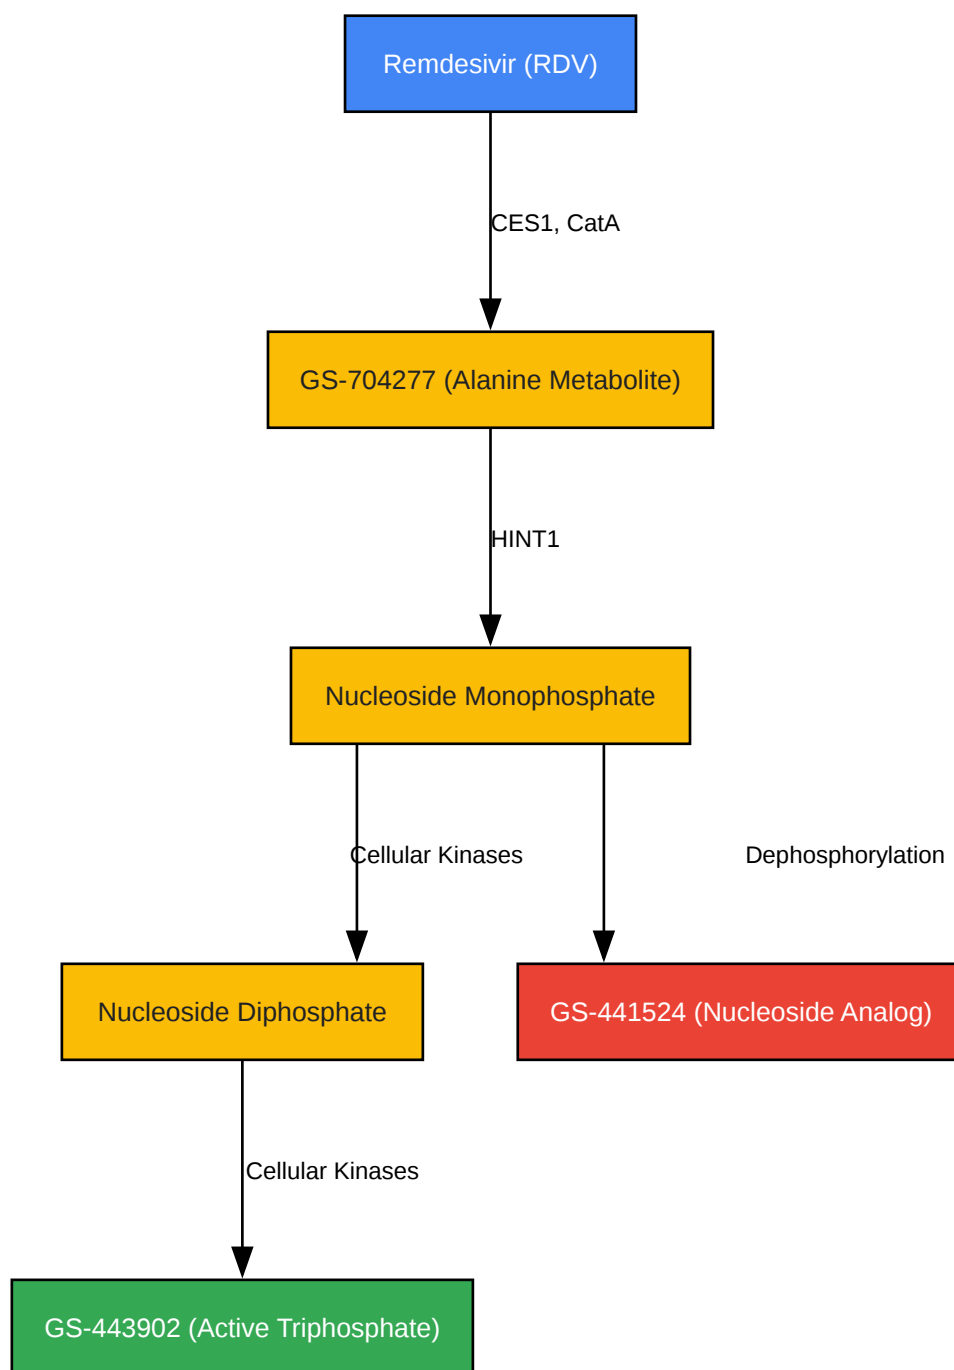 Remdesivir (RDV)
CES1, CatA
GS-704277 (Alanine Metabolite)
HINT1
Nucleoside Monophosphate
Cellular Kinases
Dephosphorylation
Nucleoside Diphosphate
GS-441524 (Nucleoside Analog)
Cellular Kinases
GS-443902 (Active Triphosphate)